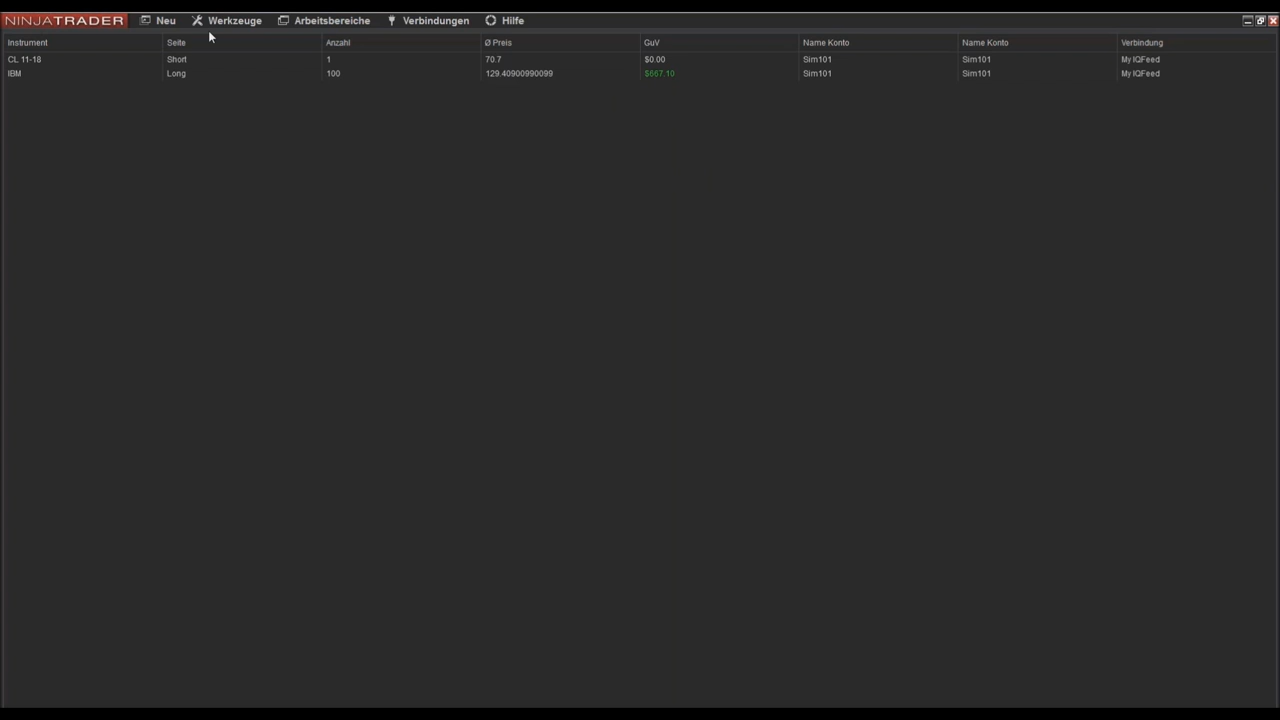 NINJATRADER Neu Werkzeuge Arbeitsbereiche Verbindungen Hilfe
Instrument Seite Anzahl Ø Preis GuV Name Konto Name Konto Verbindung
CL 11-18 Short 1 70.7 $0.00 Sim101 Sim101 My IQFeed
IBM Long 100 129.40900990099 $667.10 Sim101 Sim101 My IQFeed